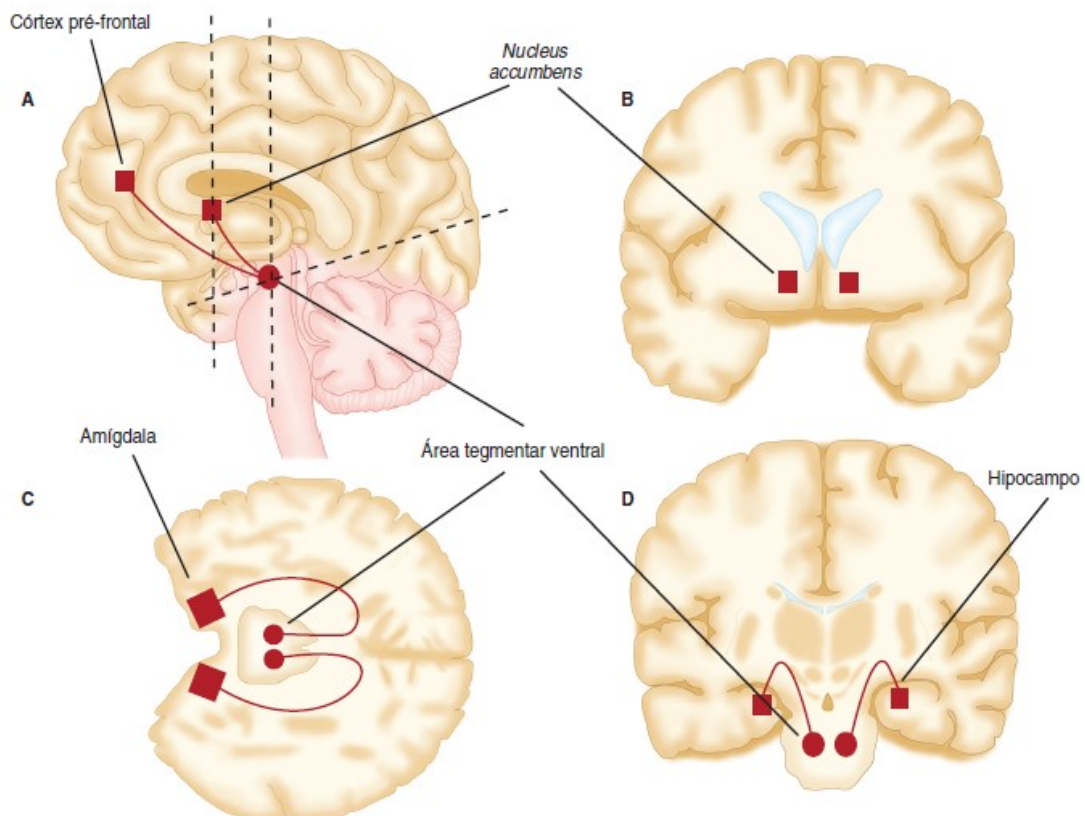 Córtex pré-frontal
Nucleus
accumbens
A
B
Amígdala
Área tegmentar ventral
Hipocampo
C
D